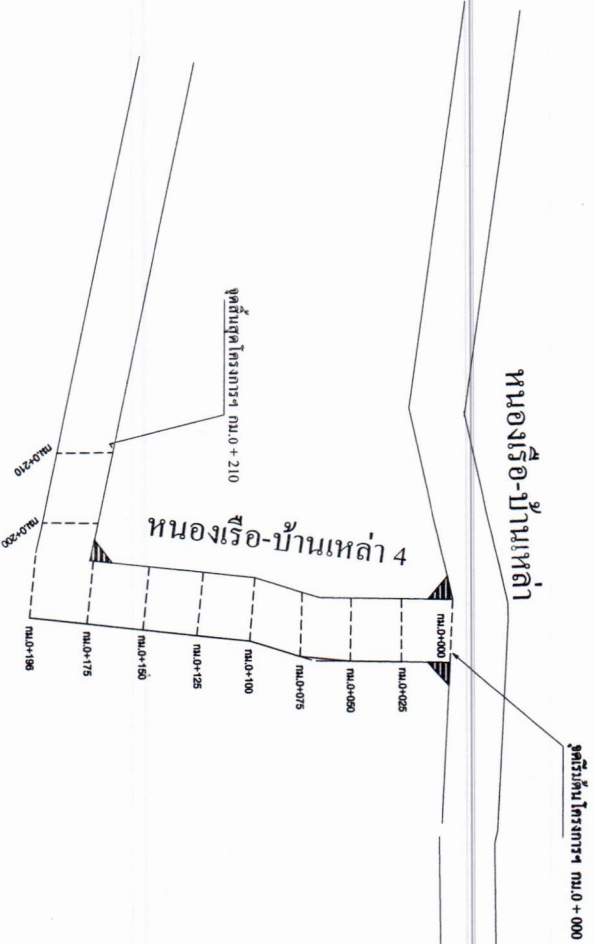 หนองเรือ-บ้านเหล่า
จุดเริ่มต้นโครงการฯ กม.0 + 000
หนองเรือ-บ้านเหล่า 4
จุดสิ้นสุดโครงการฯ กม.0 + 210
กม.0+000
กม.0+025
กม.0+050
กม.0+075
กม.0+100
กม.0+125
กม.0+150
กม.0+175
กม.0+196
กม.0+200
กม.0+210